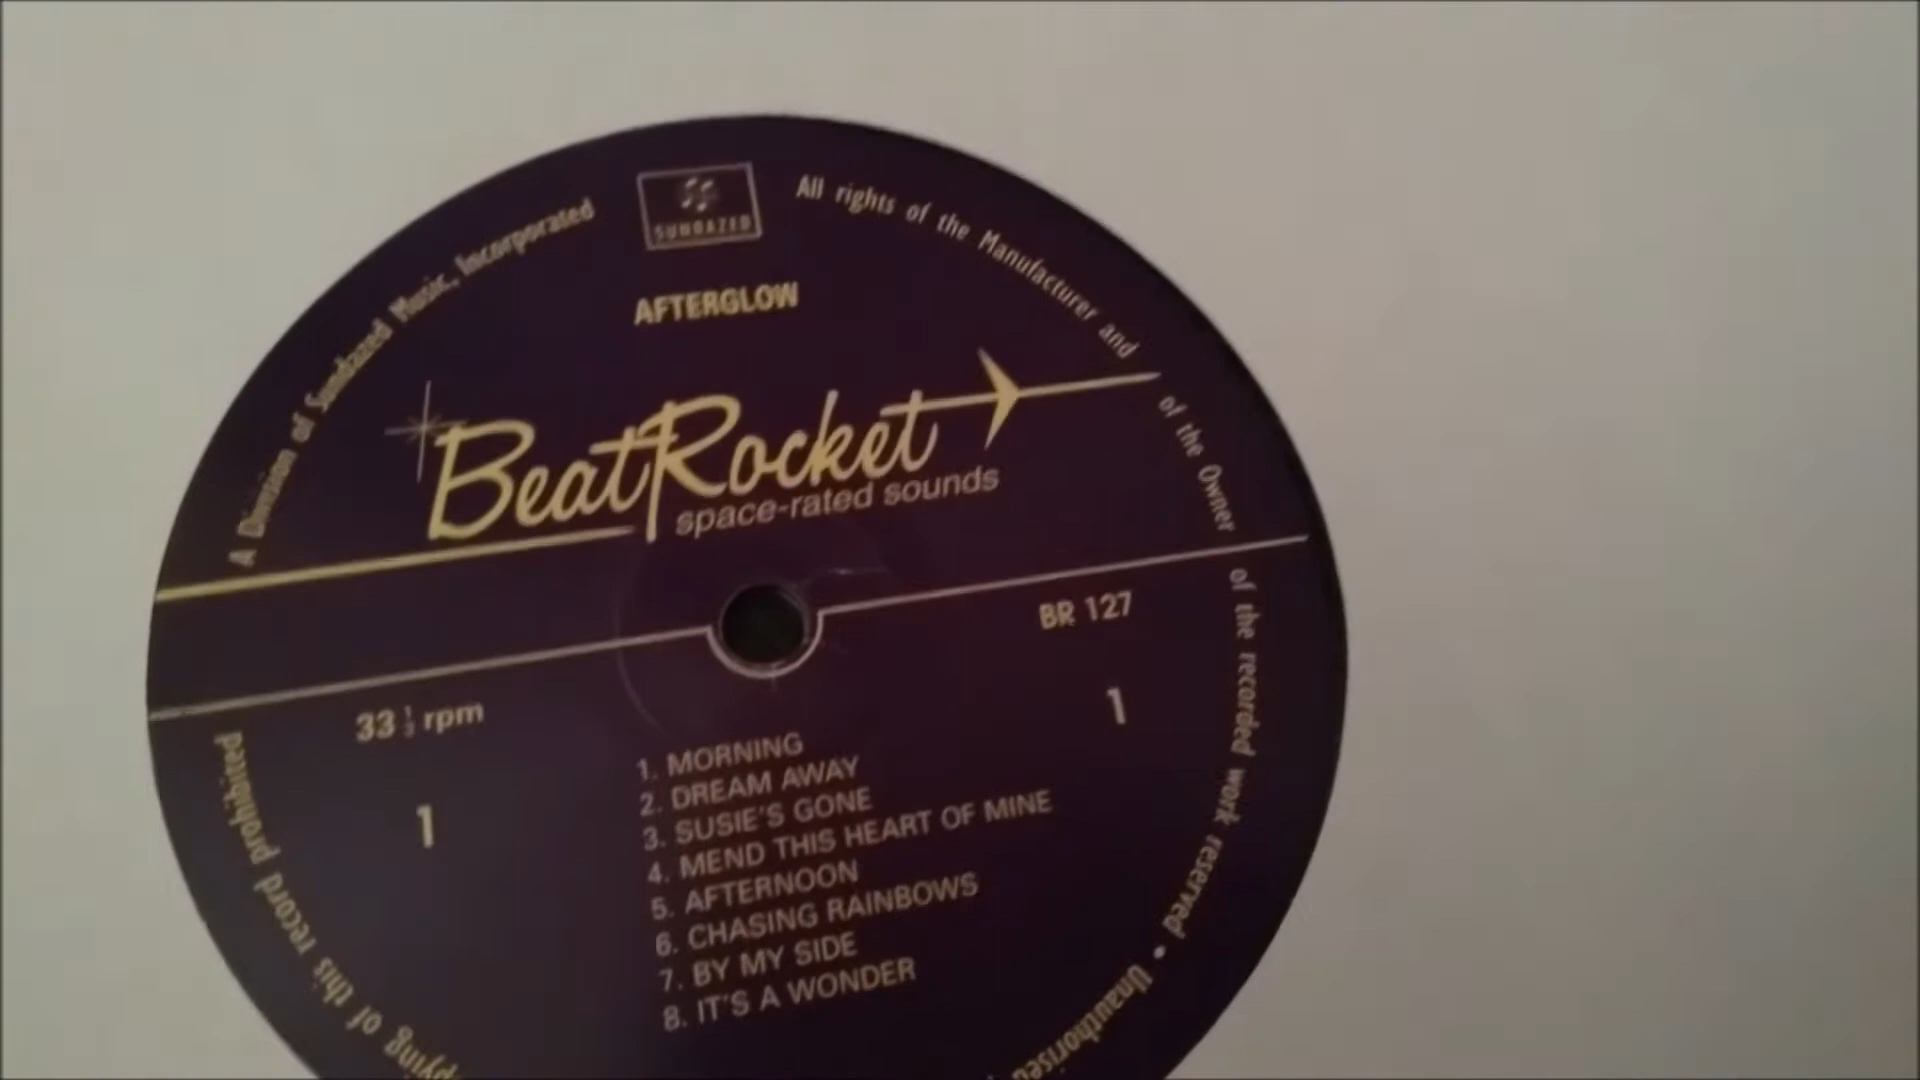 A Division of Sundazed Music, Incorporated
SUNDAZED
All rights of the Manufacturer and
of the Owner
of the recorded work reserved • Unauthorised
pying of this record prohibited
AFTERGLOW
BeatRocket
space-rated sounds
BR 127
33 1/3 rpm
1
1
1. MORNING
2. DREAM AWAY
3. SUSIE'S GONE
4. MEND THIS HEART OF MINE
5. AFTERNOON
6. CHASING RAINBOWS
7. BY MY SIDE
8. IT'S A WONDER